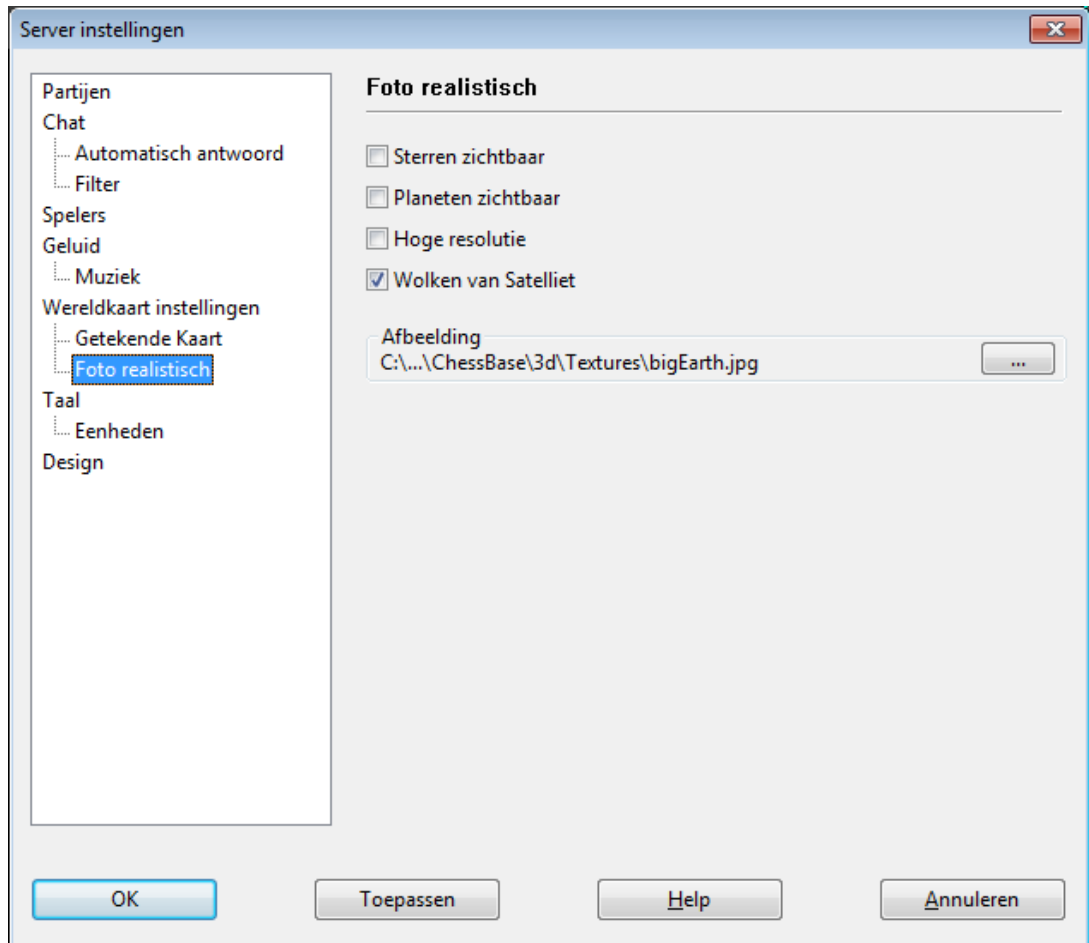 Server instellingen
Partijen
Chat
Automatisch antwoord
Filter
Spelers
Geluid
Muziek
Wereldkaart instellingen
Getekende Kaart
Foto realistisch
Taal
Eenheden
Design
Foto realistisch
Sterren zichtbaar
Planeten zichtbaar
Hoge resolutie
Wolken van Satelliet
Afbeelding
C:\...\ChessBase\3d\Textures\bigEarth.jpg
...
OK
Toepassen
Help
Annuleren